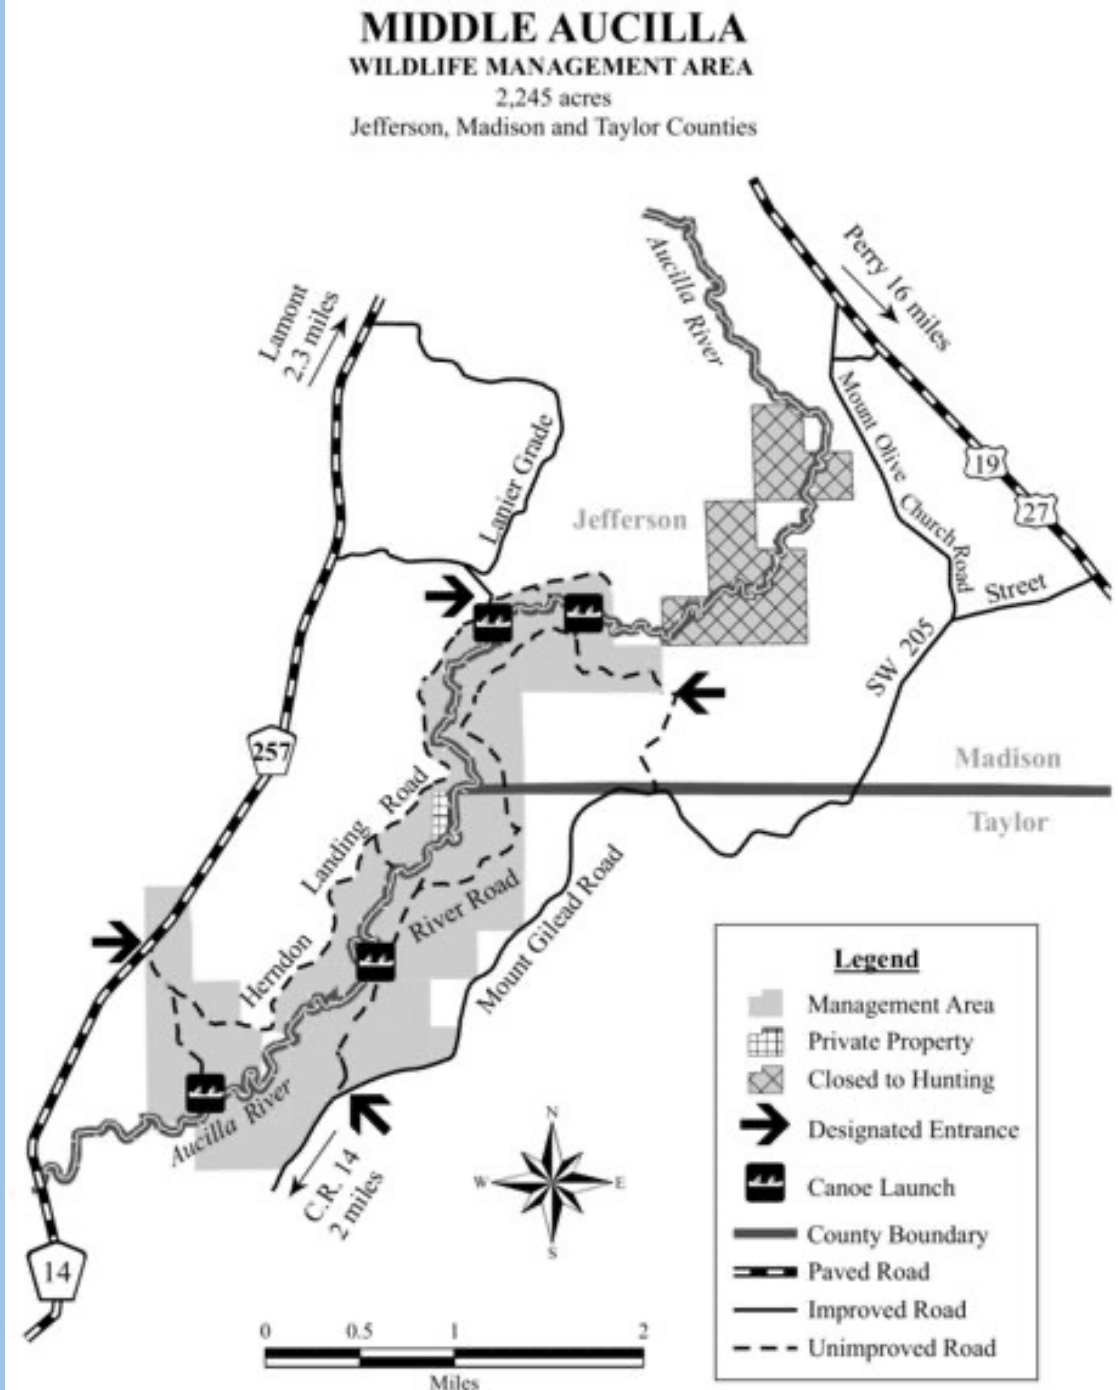 MIDDLE AUCILLA
WILDLIFE MANAGEMENT AREA
2,245 acres
Jefferson, Madison and Taylor Counties
Aucilla River
Perry 16 miles
Lamont
2.3 miles
Lanier Grade
Mount Olive Church Road
19
27
Jefferson
Street
SW 205
257
Madison
Taylor
Herndon Landing Road
River Road
Mount Gilead Road
Aucilla River
C.R. 14
2 miles
14
N
W E
S
0 0.5 1 2
Miles
Legend
Management Area
Private Property
Closed to Hunting
Designated Entrance
Canoe Launch
County Boundary
Paved Road
Improved Road
Unimproved Road